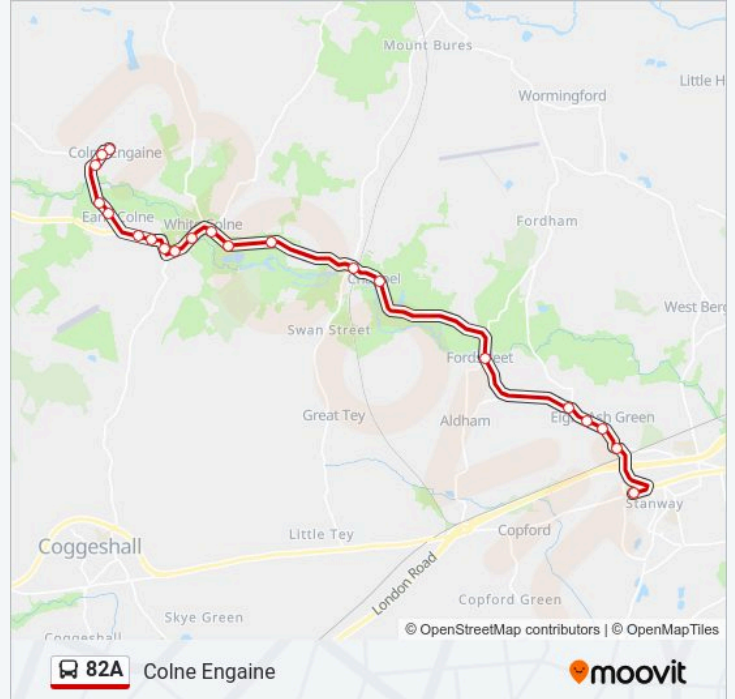 Mount Bures
Little H
Wormingford
Colne Engaine
Earls Colne
White Colne
Fordham
Chappel
West Berg
Swan Street
Fordstreet
Great Tey
Aldham
Eight Ash Green
Stanway
Little Tey
Copford
Coggeshall
London Road
Copford Green
Skye Green
Coggeshall
© OpenStreetMap contributors | © OpenMapTiles
82A Colne Engaine
moovit